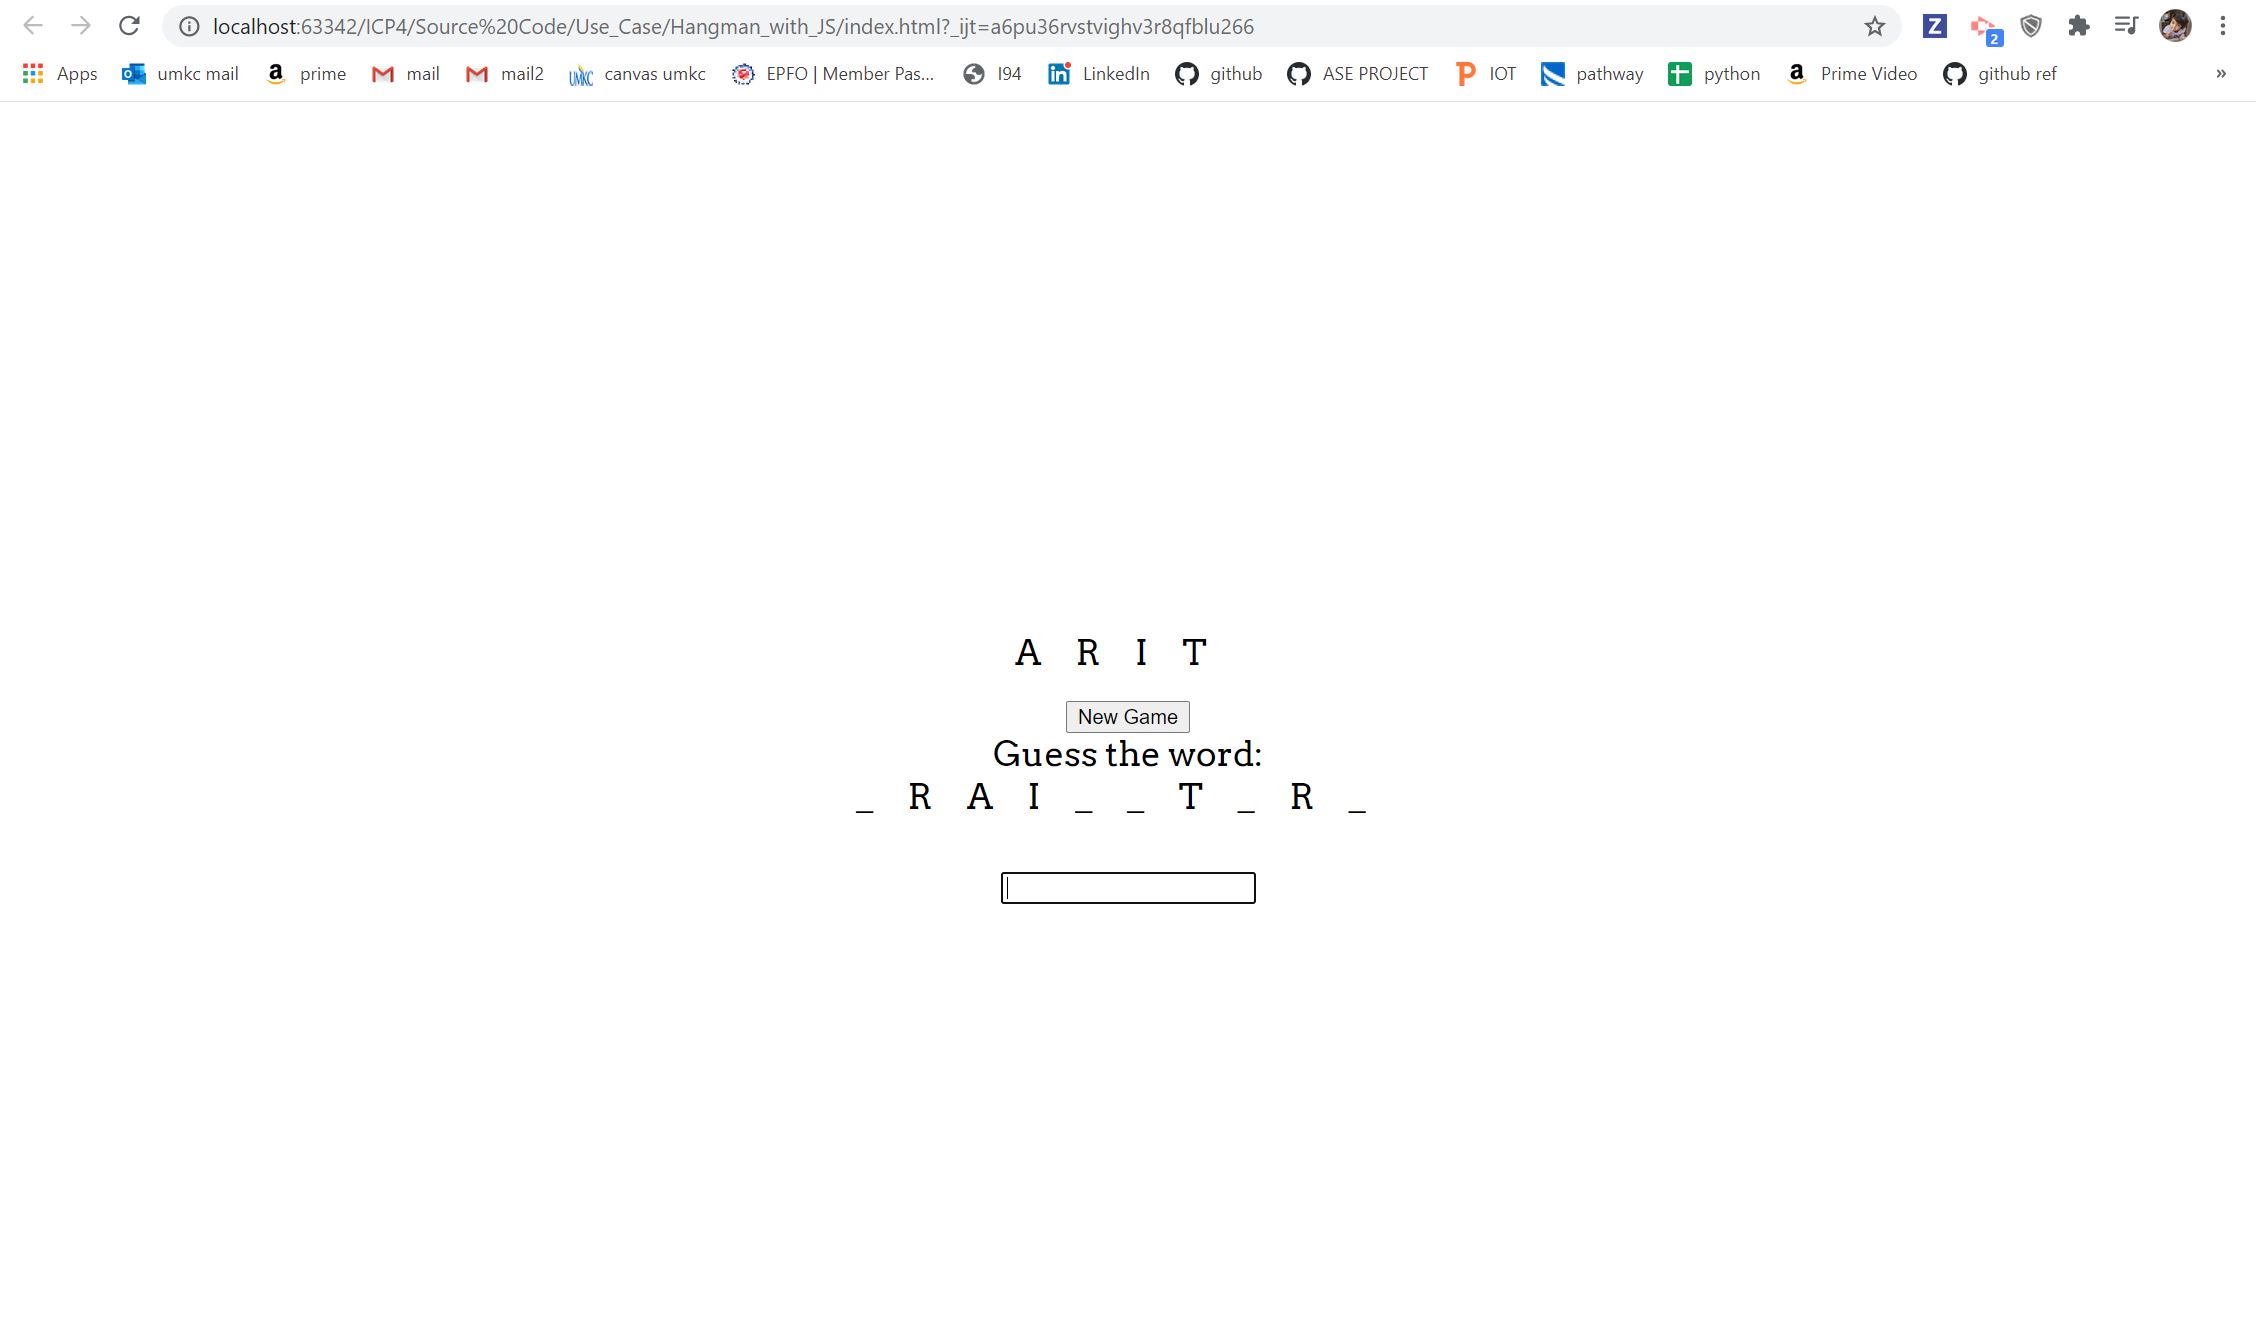 localhost:63342/ICP4/Source%20Code/Use_Case/Hangman_with_JS/index.html?_ijt=a6pu36rvstvighv3r8qfblu266
Z 2
Apps umkc mail prime mail mail2 canvas umkc EPFO | Member Pas... I94 LinkedIn github ASE PROJECT IOT pathway python Prime Video github ref »
A R I T
New Game
Guess the word:
_ R A I _ _ T _ R _